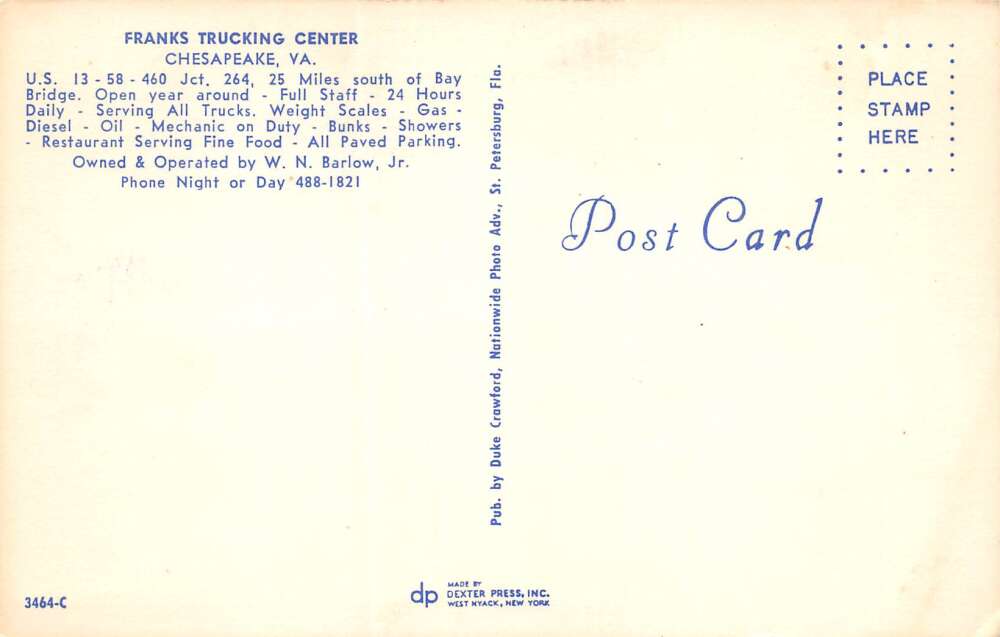 FRANKS TRUCKING CENTER
CHESAPEAKE, VA.
U.S. 13 - 58 - 460 Jct. 264, 25 Miles south of Bay
Bridge. Open year around - Full Staff - 24 Hours
Daily - Serving All Trucks. Weight Scales - Gas -
Diesel - Oil - Mechanic on Duty - Bunks - Showers
- Restaurant Serving Fine Food - All Paved Parking.
Owned & Operated by W. N. Barlow, Jr.
Phone Night or Day 488-1821
Pub. by Duke Crawford, Nationwide Photo Adv., St. Petersburg, Fla.
PLACE
STAMP
HERE
Post Card
3464-C
dp
MADE BY
DEXTER PRESS, INC.
WEST NYACK, NEW YORK